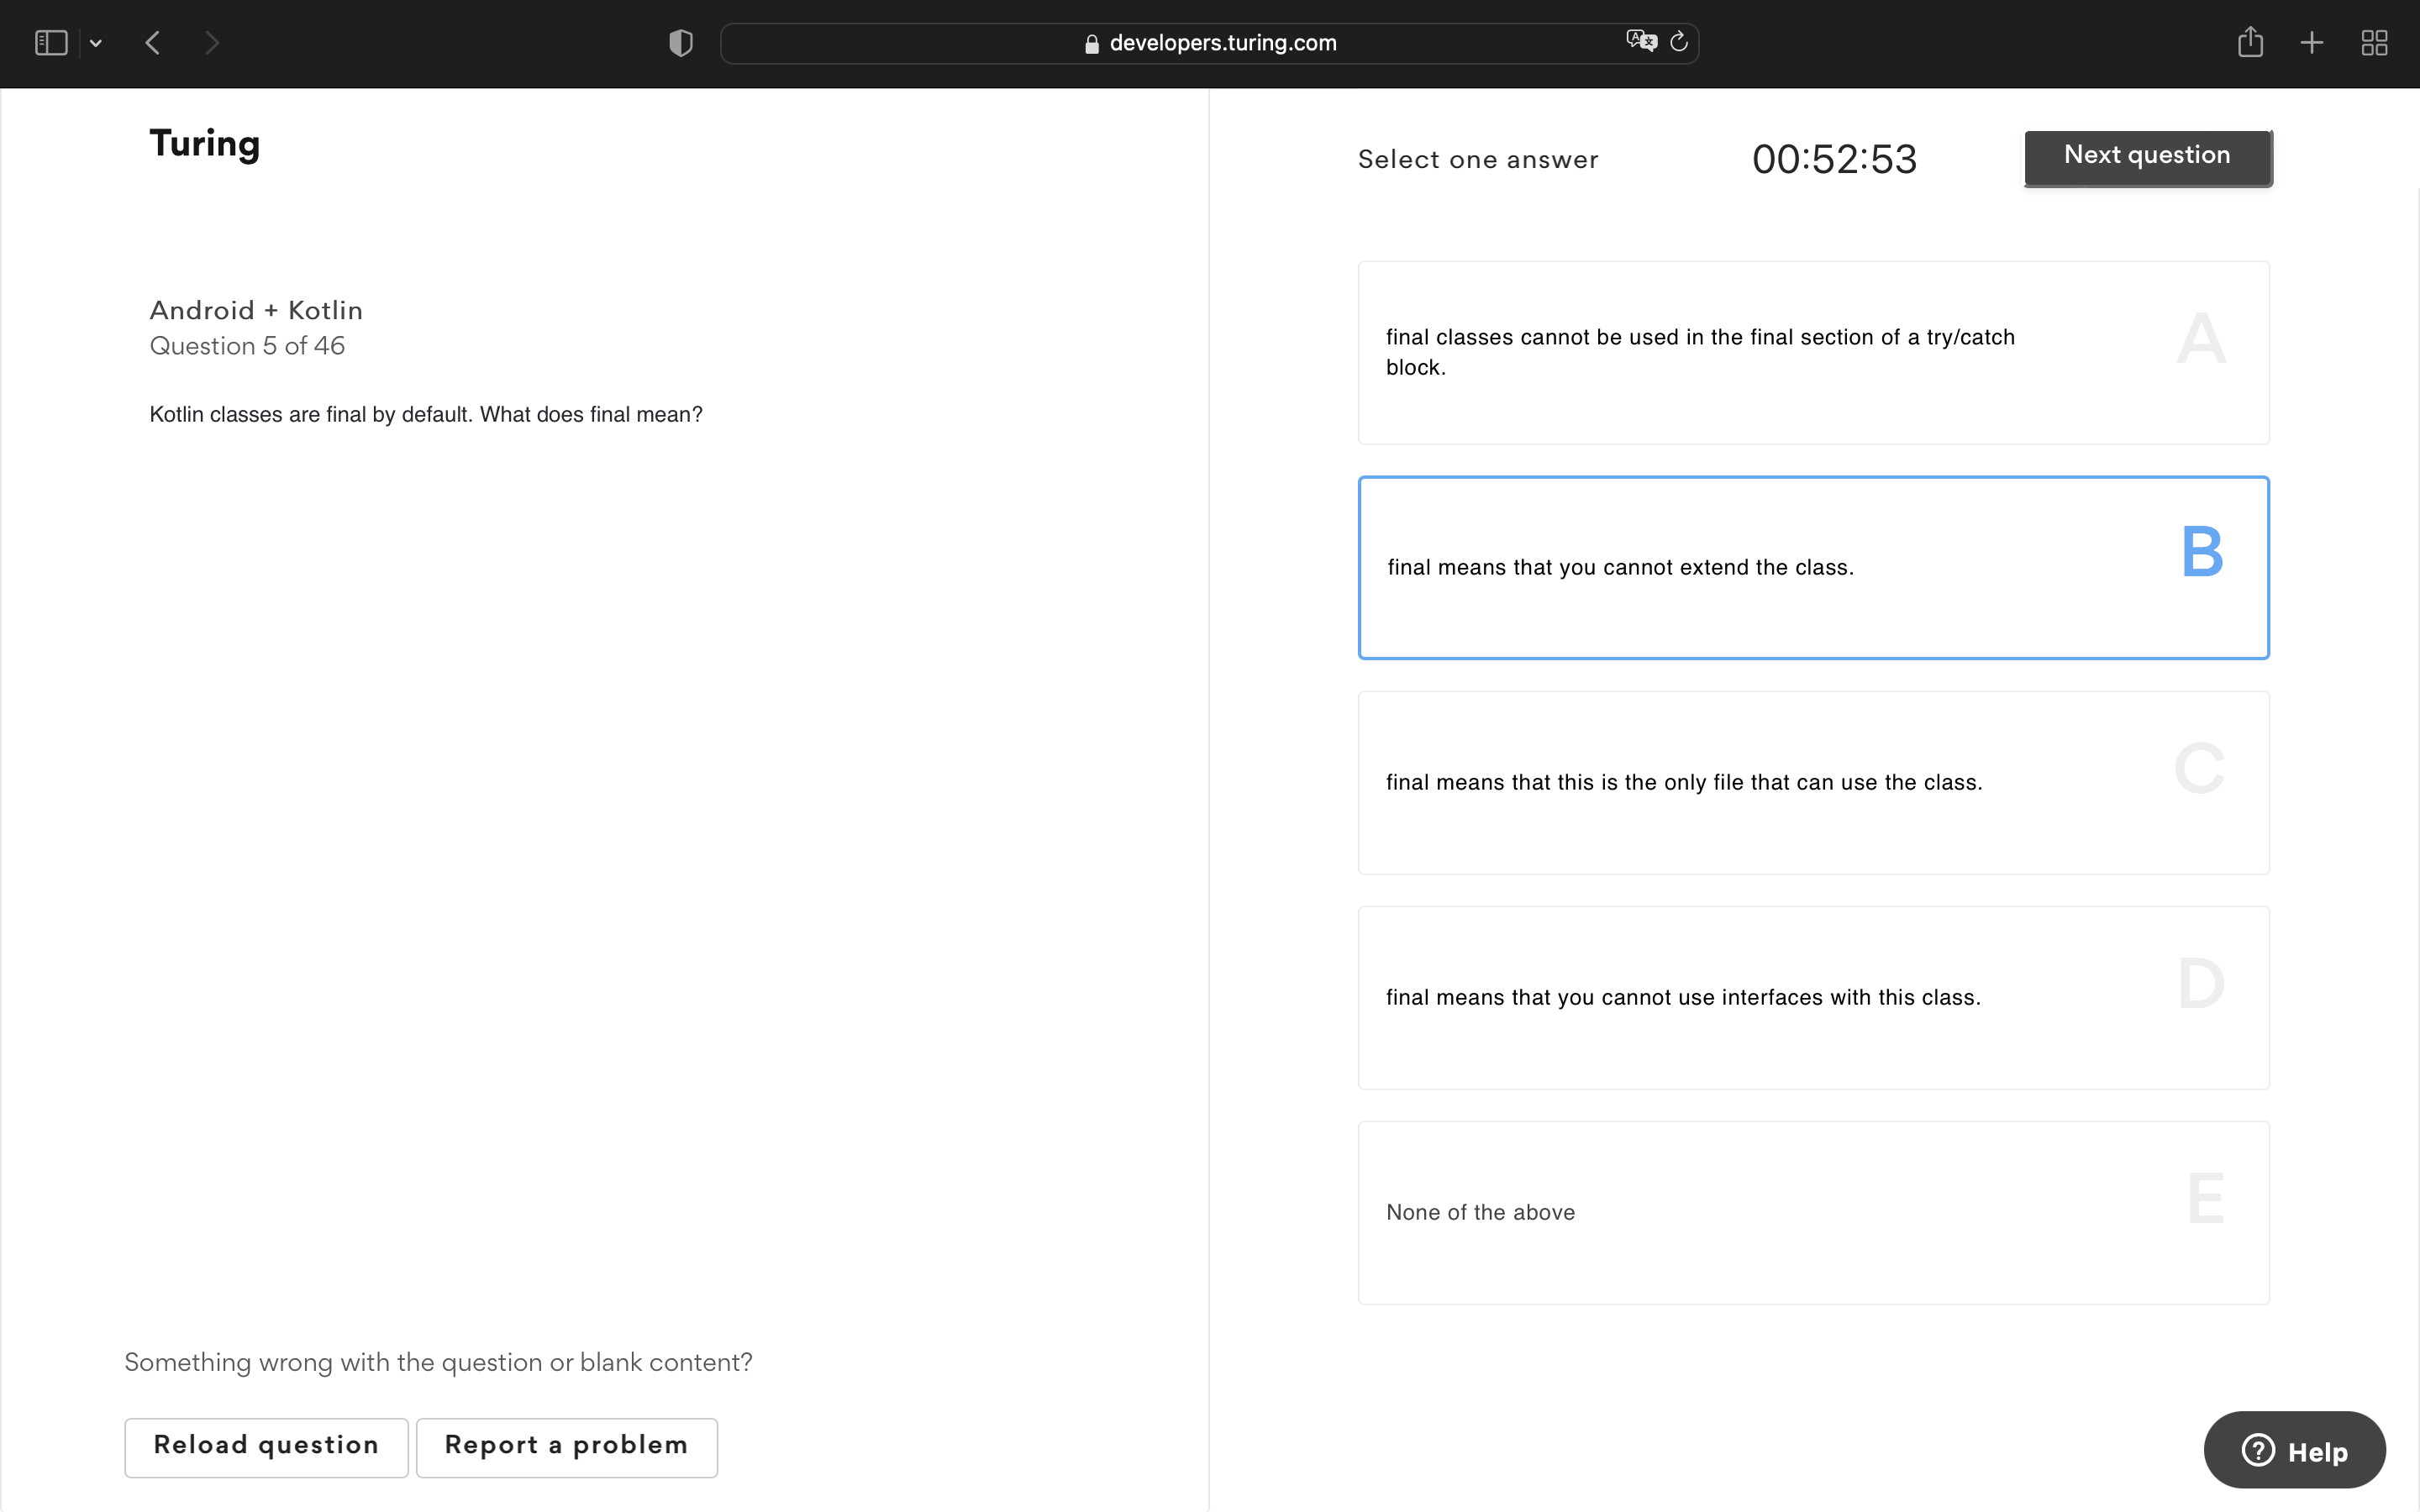 developers.turing.com
Turing
Select one answer
00:52:53
Next question
Android + Kotlin
Question 5 of 46
Kotlin classes are final by default. What does final mean?
final classes cannot be used in the final section of a try/catch
block.
A
final means that you cannot extend the class.
B
final means that this is the only file that can use the class.
C
final means that you cannot use interfaces with this class.
D
None of the above
E
Something wrong with the question or blank content?
Reload question
Report a problem
Help